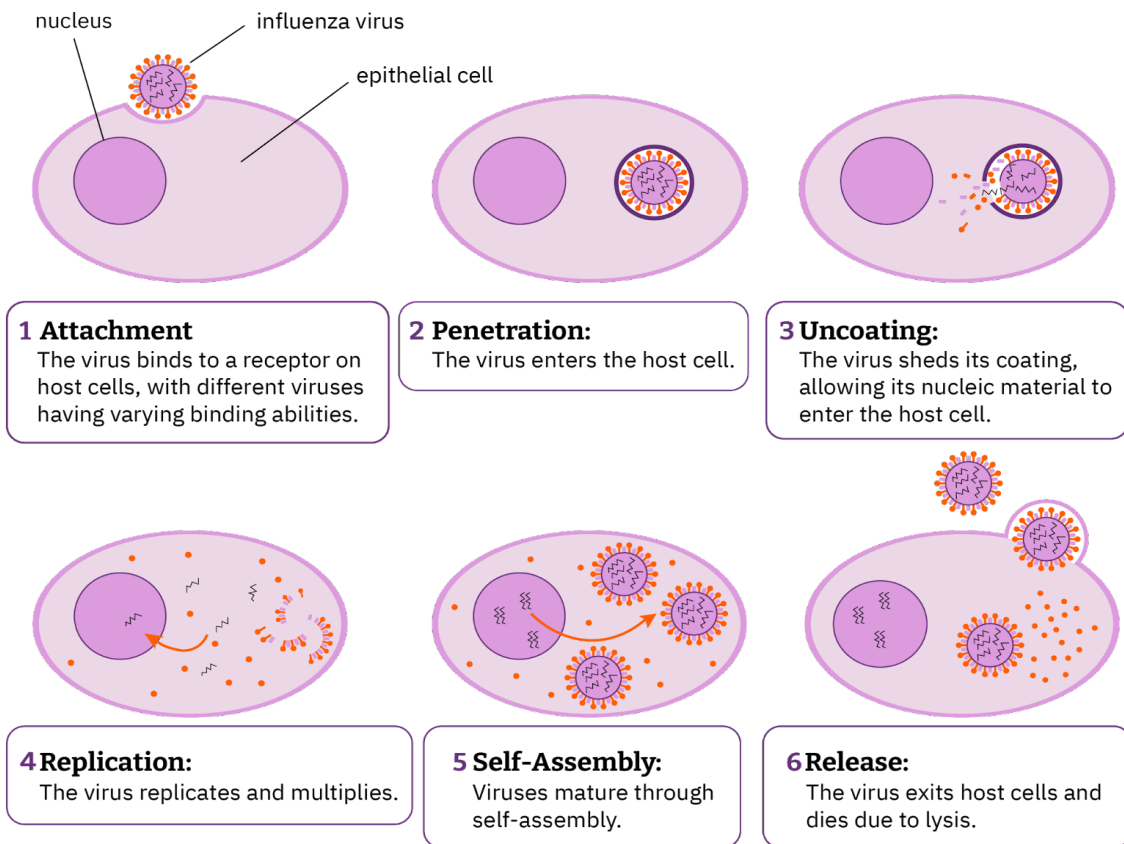 nucleus
influenza virus
epithelial cell
1 Attachment
The virus binds to a receptor on
host cells, with different viruses
having varying binding abilities.
2 Penetration:
The virus enters the host cell.
3 Uncoating:
The virus sheds its coating,
allowing its nucleic material to
enter the host cell.
4 Replication:
The virus replicates and multiplies.
5 Self-Assembly:
Viruses mature through
self-assembly.
6 Release:
The virus exits host cells and
dies due to lysis.